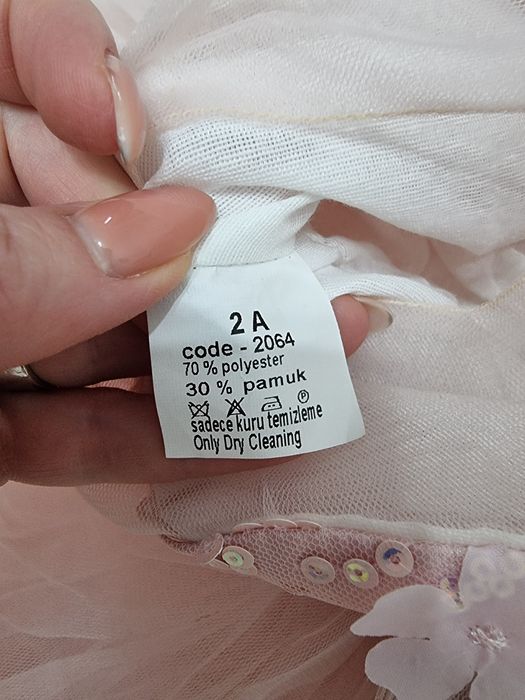 2 A
code - 2064
70 % polyester
30 % pamuk
P
sadece kuru temizleme
Only Dry Cleaning